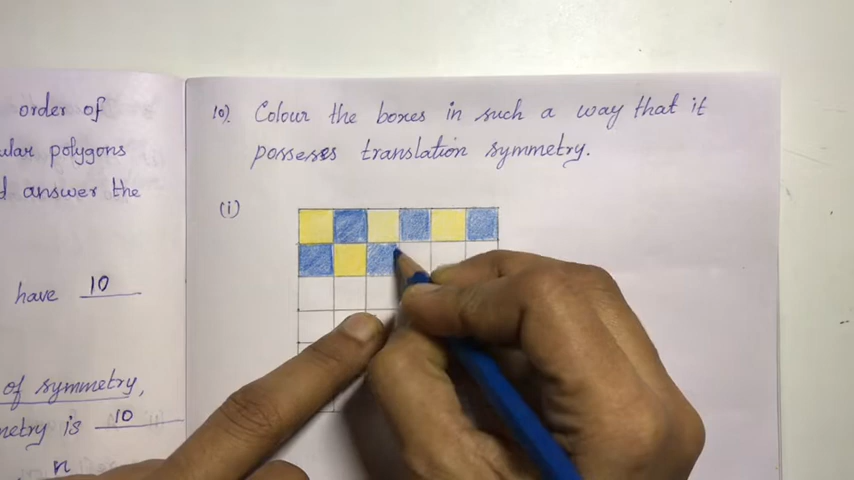 order of
ular polygons
d answer the
have 10
of symmetry,
netry is 10
n
10). Colour the boxes in such a way that it
possesses translation symmetry.
(i)